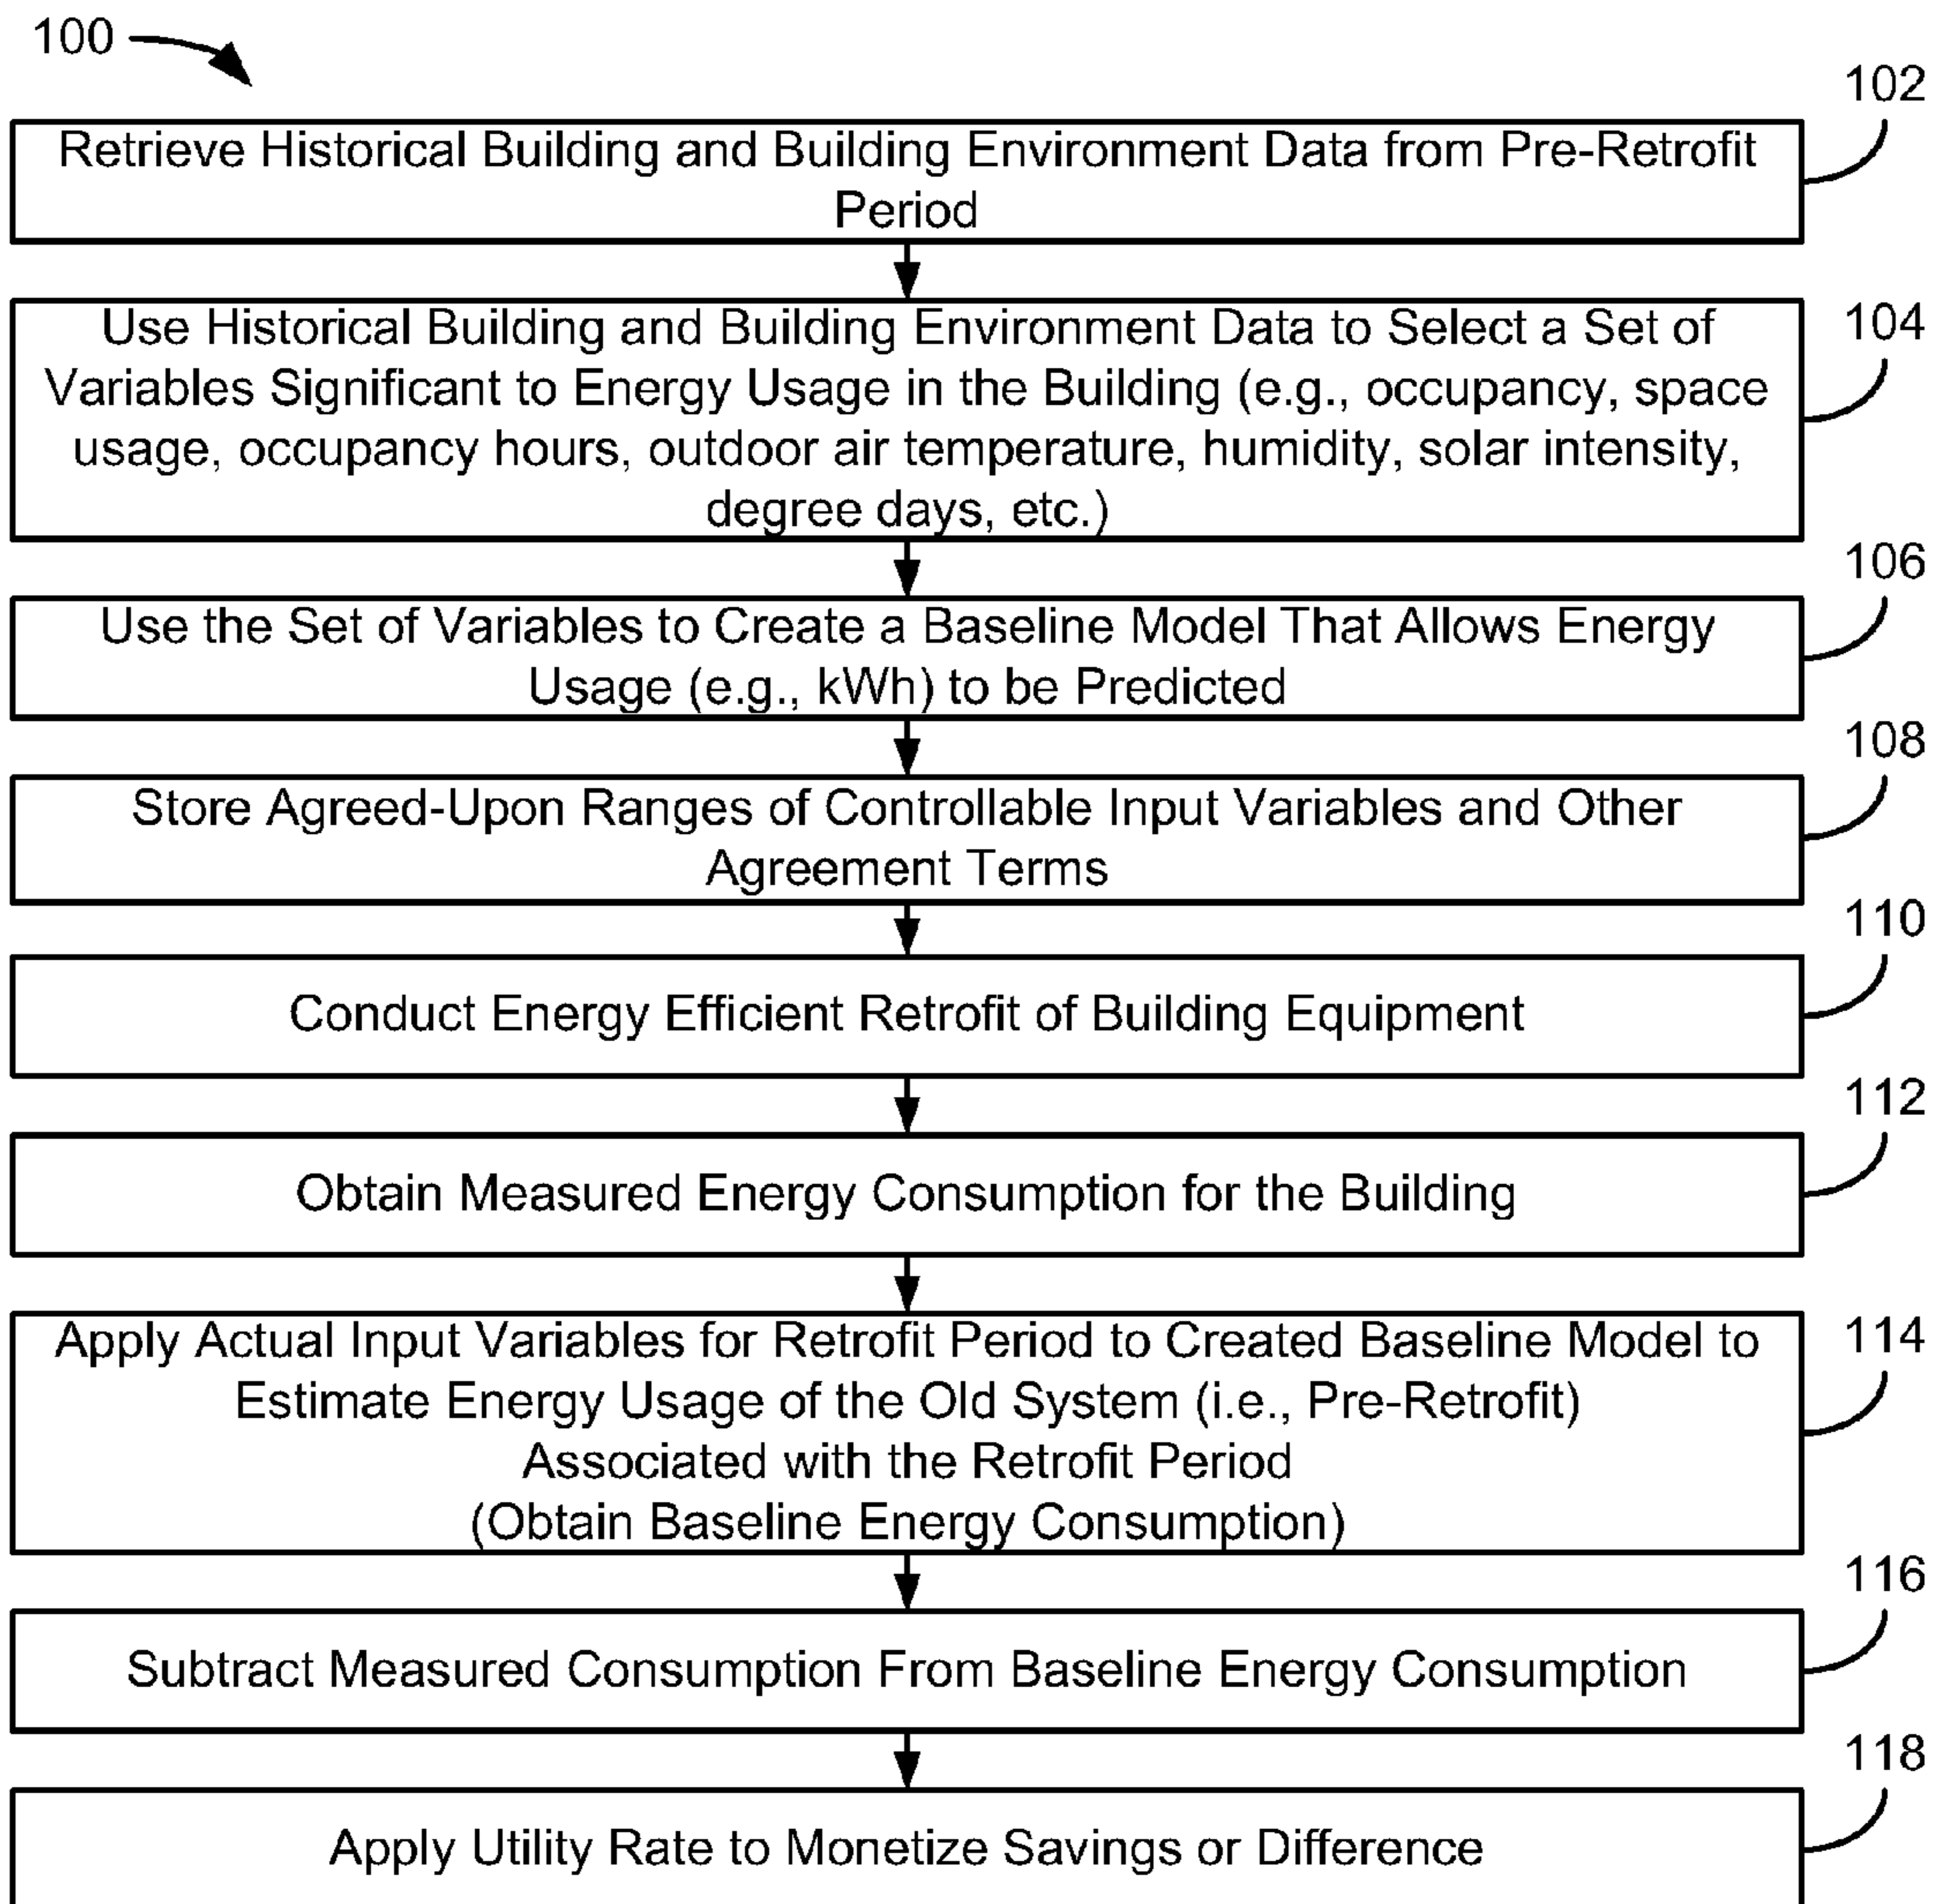 100
102
Retrieve Historical Building and Building Environment Data from Pre-Retrofit
Period
104
Use Historical Building and Building Environment Data to Select a Set of
Variables Significant to Energy Usage in the Building (e.g., occupancy, space
usage, occupancy hours, outdoor air temperature, humidity, solar intensity,
degree days, etc.)
106
Use the Set of Variables to Create a Baseline Model That Allows Energy
Usage (e.g., kWh) to be Predicted
108
Store Agreed-Upon Ranges of Controllable Input Variables and Other
Agreement Terms
110
Conduct Energy Efficient Retrofit of Building Equipment
112
Obtain Measured Energy Consumption for the Building
114
Apply Actual Input Variables for Retrofit Period to Created Baseline Model to
Estimate Energy Usage of the Old System (i.e., Pre-Retrofit)
Associated with the Retrofit Period
(Obtain Baseline Energy Consumption)
116
Subtract Measured Consumption From Baseline Energy Consumption
118
Apply Utility Rate to Monetize Savings or Difference